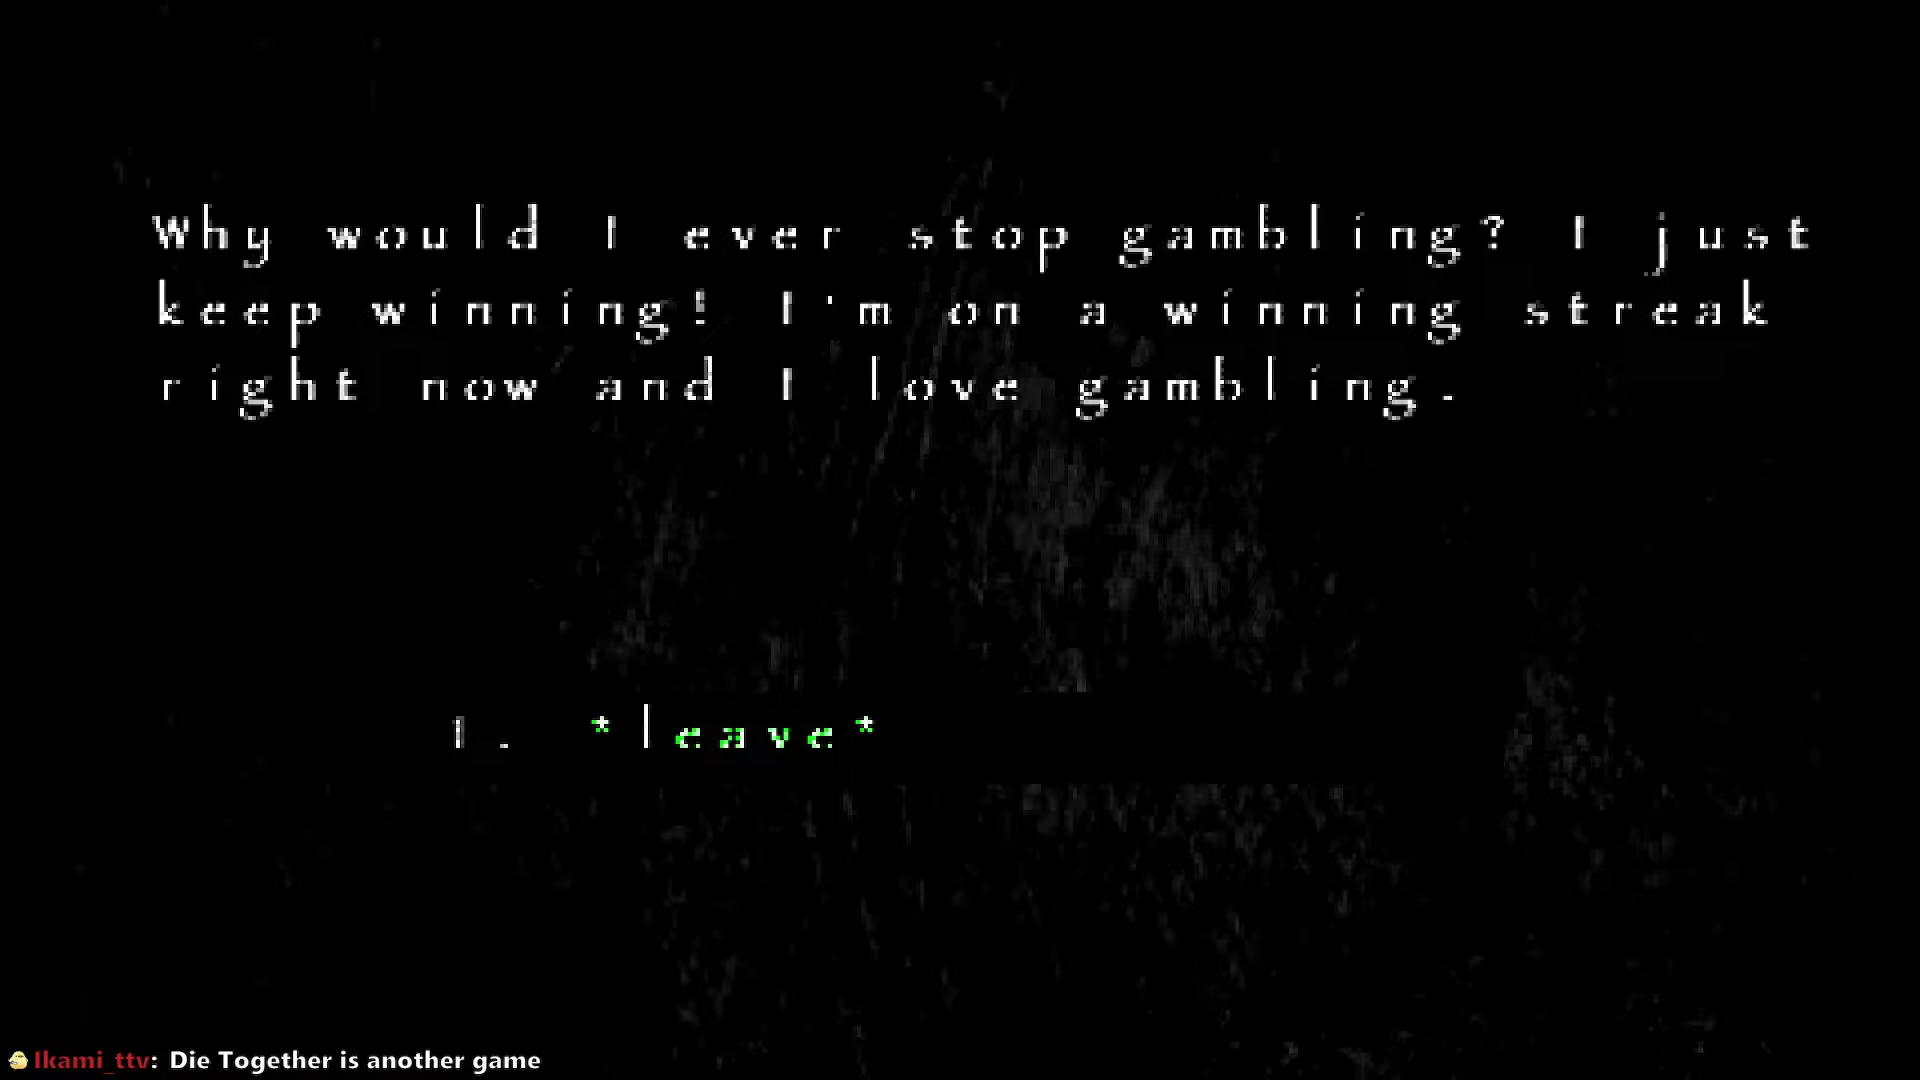 Why would I ever stop gambling? I just
keep winning! I'm on a winning streak
right now and I love gambling.
1. *leave*
Ikami_ttv: Die Together is another game